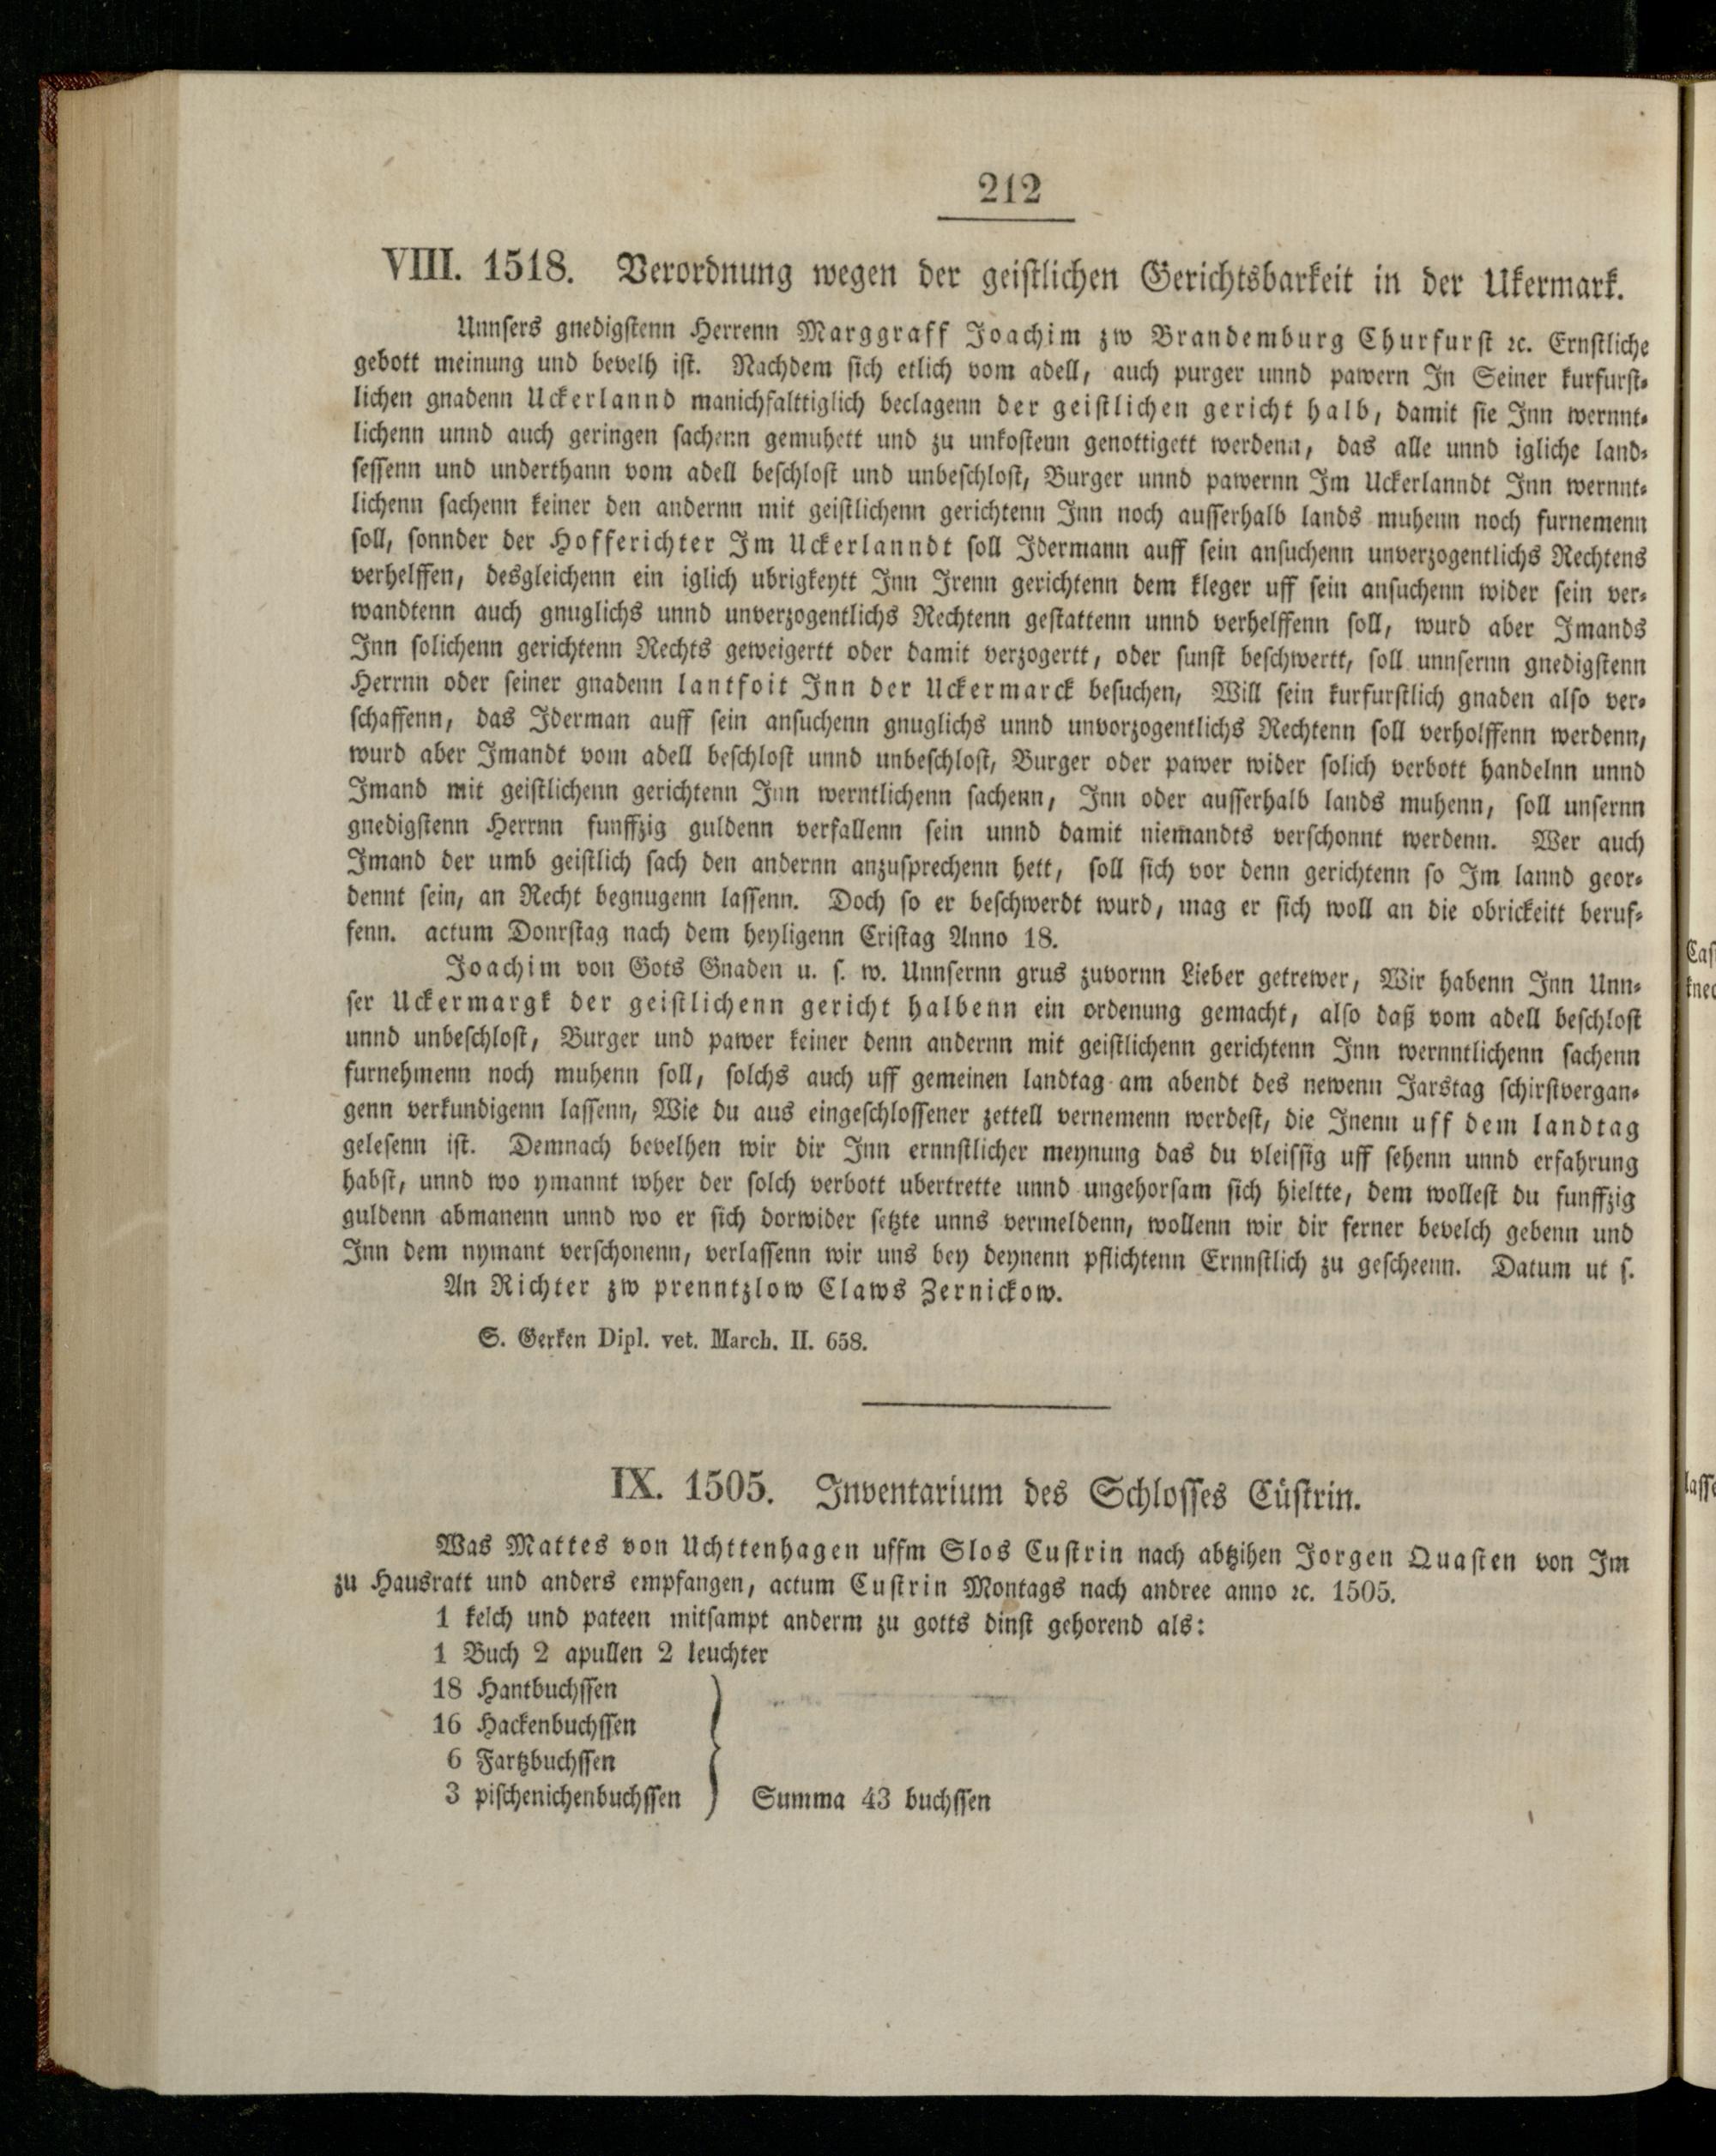 212
VIII. 1518. Verordnung wegen der geistlichen Gerichtsbarkeit in der Ukermark.
Unnsers gnedigstenn Herrenn Marggraff Joachim zw Brandemburg Churfurst ꝛc. Ernstliche
gebott meinung und bevelh ist. Nachdem sich etlich vom adell, auch purger unnd pawern In Seiner kurfurst-
lichen gnadenn Uckerlannd manichfalttiglich beclagenn der geistlichen gericht halb, damit sie Inn wernnt-
lichenn unnd auch geringen sachenn gemuhett und zu unkostenn genottigett werdenn, das alle unnd igliche land-
sessenn und underthann vom adell beschlost und unbeschlost, Burger unnd pawernn Im Uckerlanndt Inn wernnt-
lichenn sachenn keiner den andernn mit geistlichenn gerichtenn Inn noch ausserhalb lands muhenn noch furnemenn
soll, sonnder der Hofferichter Im Uckerlanndt soll Idermann auff sein ansuchenn unverzogentlichs Rechtens
verhelffen, desgleichenn ein iglich ubrigkeytt Inn Irenn gerichtenn dem kleger uff sein ansuchenn wider sein ver-
wandtenn auch gnuglichs unnd unverzogentlichs Rechtenn gestattenn unnd verhelffenn soll, wurd aber Imands
Inn solichenn gerichtenn Rechts geweigertt oder damit verzogertt, oder sunst beschwertt, soll unnsernn gnedigstenn
Herrnn oder seiner gnadenn lantfoit Inn der Uckermarck besuchen, Will sein kurfurstlich gnaden also ver-
schaffenn, das Iderman auff sein ansuchenn gnuglichs unnd unvorzogentlichs Rechtenn soll verholffenn werdenn,
wurd aber Imandt vom adell beschlost unnd unbeschlost, Burger oder pawer wider solich verbott handelnn unnd
Imand mit geistlichenn gerichtenn Inn werntlichenn sachenn, Inn oder ausserhalb lands muhenn, soll unsernn
gnedigstenn Herrnn funffzig guldenn verfallenn sein unnd damit niemandts verschonnt werdenn. Wer auch
Imand der umb geistlich sach den andernn anzusprechenn hett, soll sich vor denn gerichtenn so Im lannd geor-
dennt sein, an Recht begnugenn lassenn. Doch so er beschwerdt wurd, mag er sich woll an die obrickeitt beruf-
fenn. actum Donrstag nach dem heyligenn Cristag Anno 18.
Joachim von Gots Gnaden u. s. w. Unnsernn grus zuvornn Lieber getrewer, Wir habenn Inn Unn-
ser Uckermargk der geistlichenn gericht halbenn ein ordenung gemacht, also daß vom adell beschlost
unnd unbeschlost, Burger und pawer keiner denn andernn mit geistlichenn gerichtenn Inn wernntlichenn sachenn
furnehmenn noch muhenn soll, solchs auch uff gemeinen landtag am abendt des newenn Jarstag schirstvergan-
genn verkundigenn lassenn, Wie du aus eingeschlossener zettell vernemenn werdest, die Inenn uff dem landtag
gelesenn ist. Demnach bevelhen wir dir Inn ernnstlicher meynung das du vleissig uff sehenn unnd erfahrung
habst, unnd wo ymannt wher der solch verbott ubertrette unnd ungehorsam sich hieltte, dem wollest du funffzig
guldenn abmanenn unnd wo er sich dorwider setzte unns vermeldenn, wollenn wir dir ferner bevelch gebenn und
Inn dem nymant verschonenn, verlassenn wir uns bey deynenn pflichtenn Ernnstlich zu gescheenn. Datum ut s.
An Richter zw prenntzlow Claws Zernickow.
S. Gerken Dipl. vet. March. II. 658.
IX. 1505. Inventarium des Schlosses Cüstrin.
Was Mattes von Uchttenhagen uffm Slos Custrin nach abtzihen Jorgen Quasten von Im
zu Hausratt und anders empfangen, actum Custrin Montags nach andree anno ꝛc. 1505.
1 kelch und pateen mitsampt anderm zu gotts dinst gehorend als:
1 Buch 2 apullen 2 leuchter
18 Hantbuchssen
16 Hackenbuchssen
6 Fartzbuchssen
3 pischenichenbuchssen } Summa 43 buchssen